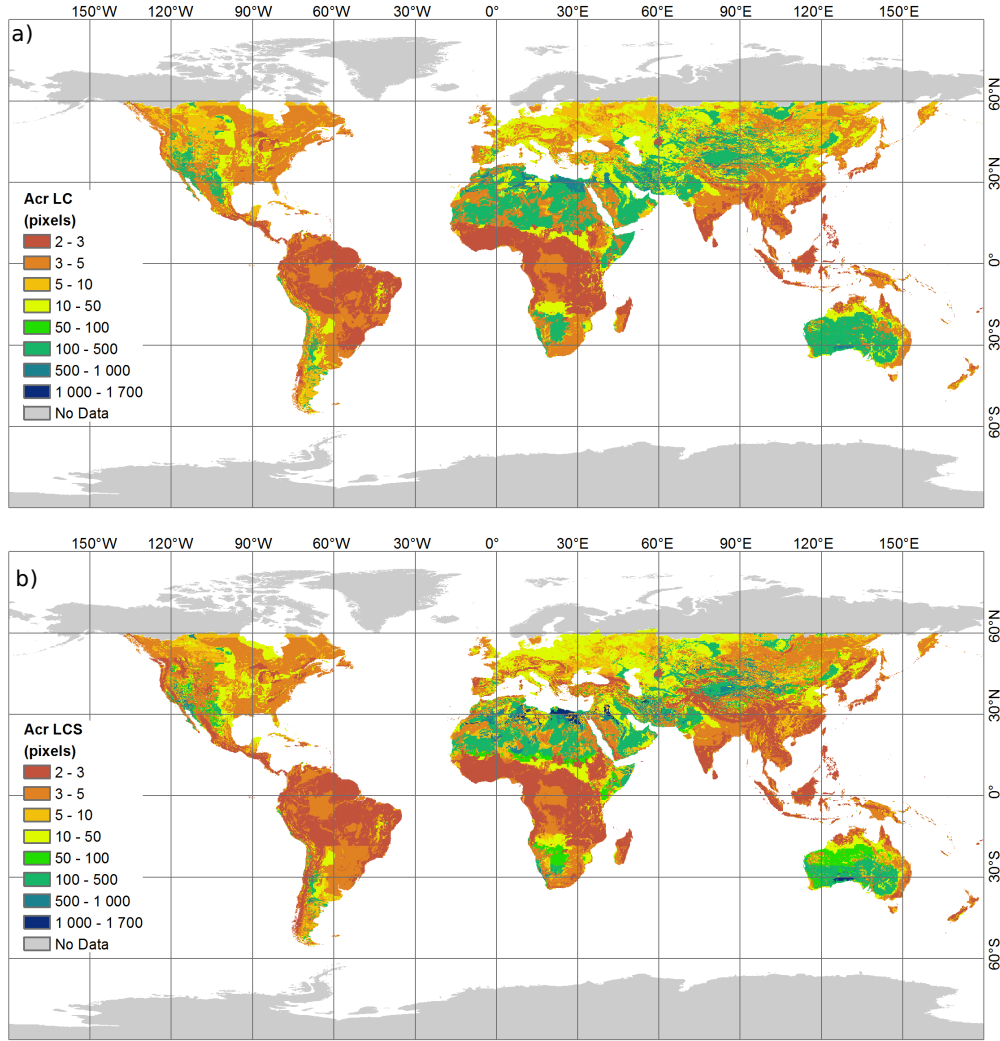 a)
150°W 120°W 90°W 60°W 30°W 0° 30°E 60°E 90°E 120°E 150°E
60°N
30°N
0°
30°S
60°S
Acr LC
(pixels)
2 - 3
3 - 5
5 - 10
10 - 50
50 - 100
100 - 500
500 - 1 000
1 000 - 1 700
No Data
b)
150°W 120°W 90°W 60°W 30°W 0° 30°E 60°E 90°E 120°E 150°E
60°N
30°N
0°
30°S
60°S
Acr LCS
(pixels)
2 - 3
3 - 5
5 - 10
10 - 50
50 - 100
100 - 500
500 - 1 000
1 000 - 1 700
No Data